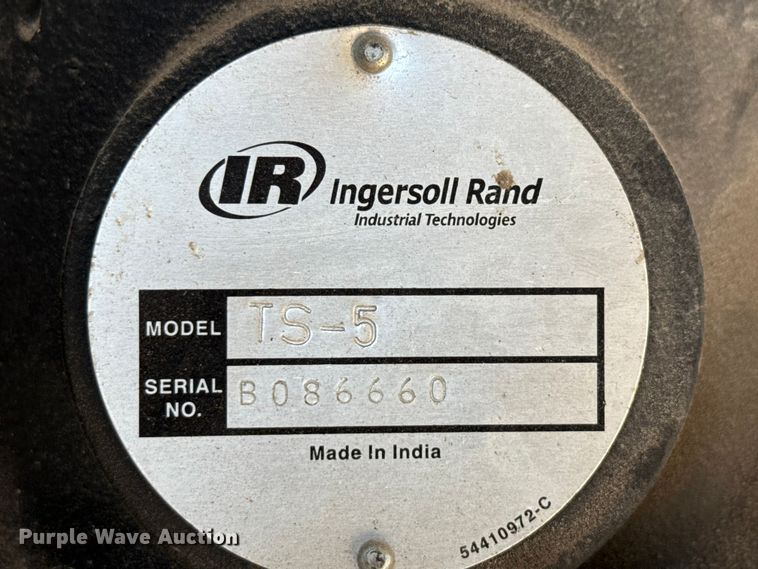 IR Ingersoll Rand
Industrial Technologies
MODEL TS-5
SERIAL NO. B086660
Made In India
54410972-C
Purple Wave Auction